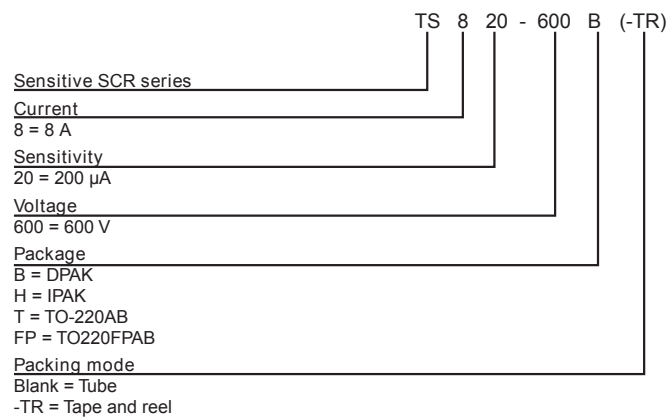 TS 8 20 - 600 B (-TR)
Sensitive SCR series
Current
8 = 8 A
Sensitivity
20 = 200 µA
Voltage
600 = 600 V
Package
B = DPAK
H = IPAK
T = TO-220AB
FP = TO220FPAB
Packing mode
Blank = Tube
-TR = Tape and reel